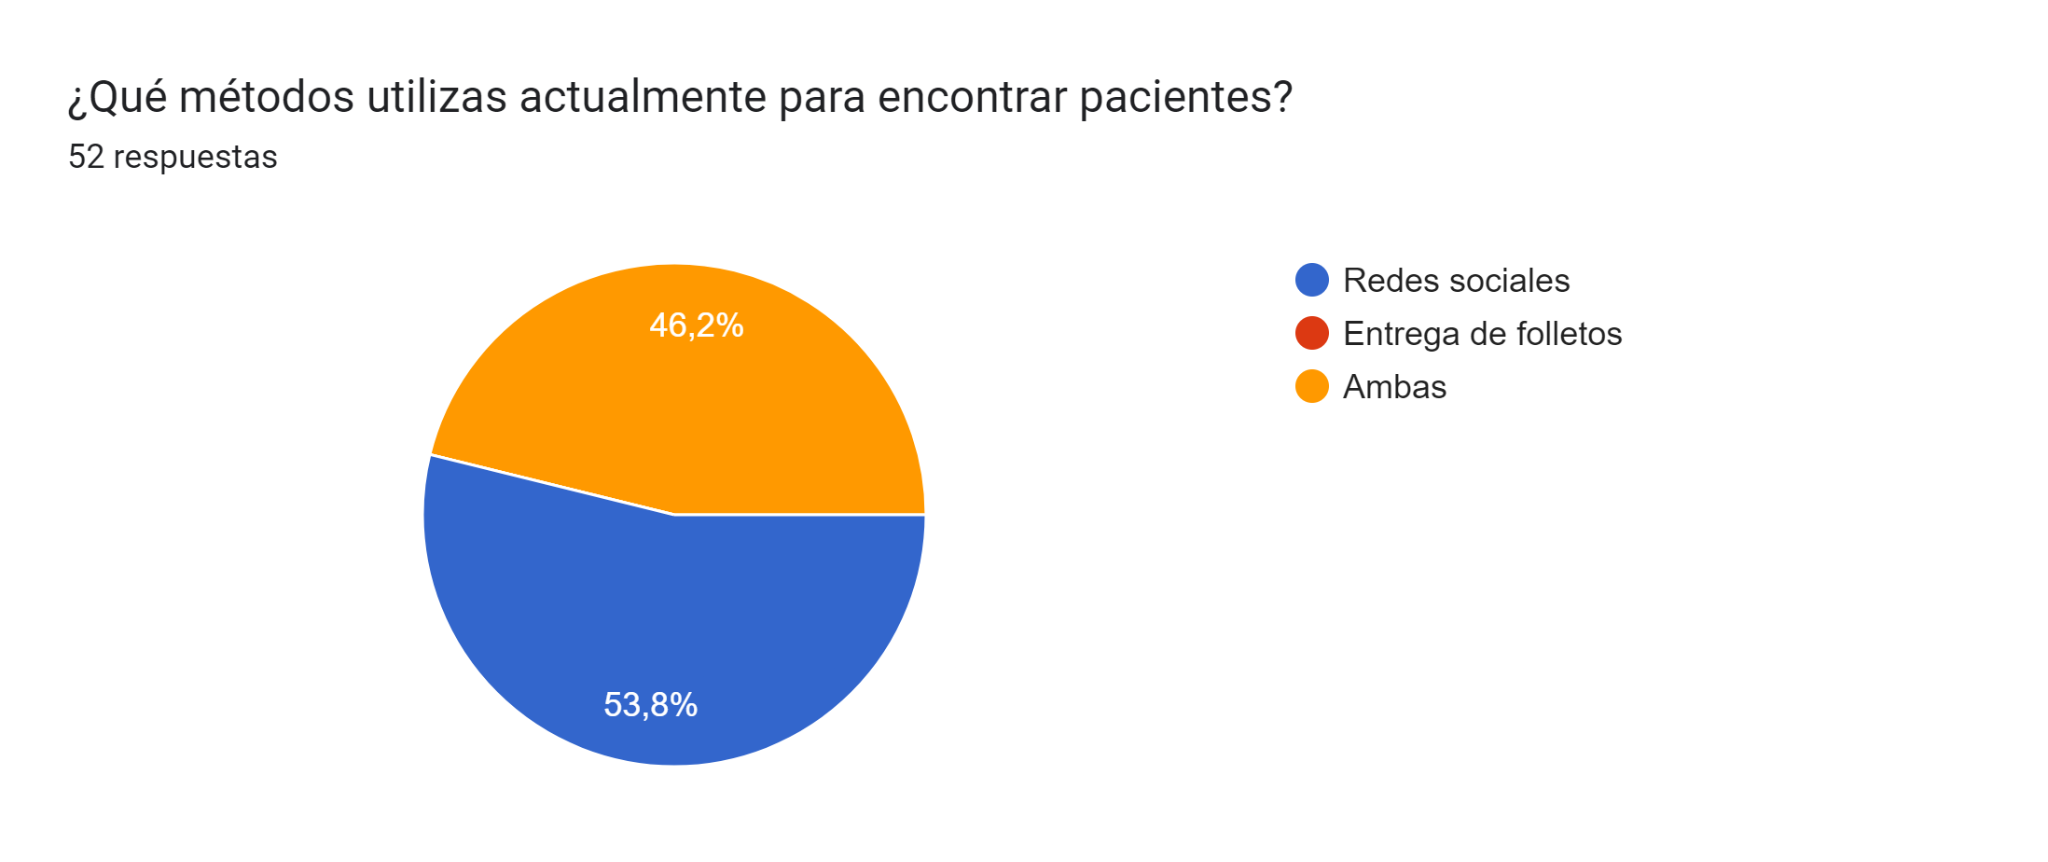 ¿Qué métodos utilizas actualmente para encontrar pacientes?
52 respuestas
46,2%
53,8%
Redes sociales
Entrega de folletos
Ambas